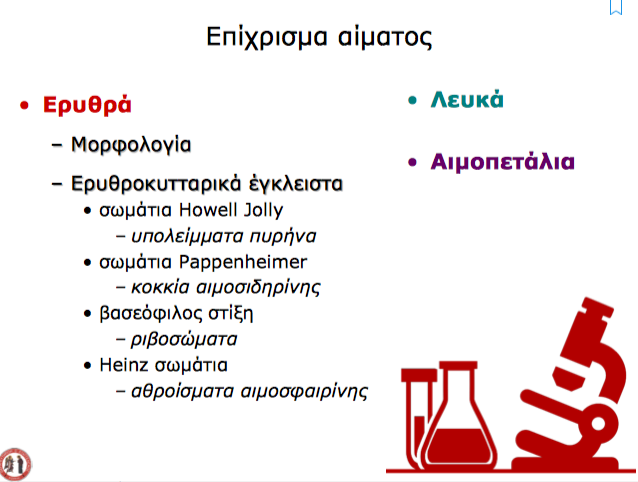 Επίχρισμα αίματος
• Ερυθρά
– Μορφολογία
– Ερυθροκυτταρικά έγκλειστα
• σωμάτια Howell Jolly
– υπολείμματα πυρήνα
• σωμάτια Pappenheimer
– κοκκία αιμοσιδηρίνης
• βασεόφιλος στίξη
– ριβοσώματα
• Heinz σωμάτια
– αθροίσματα αιμοσφαιρίνης
• Λευκά
• Αιμοπετάλια